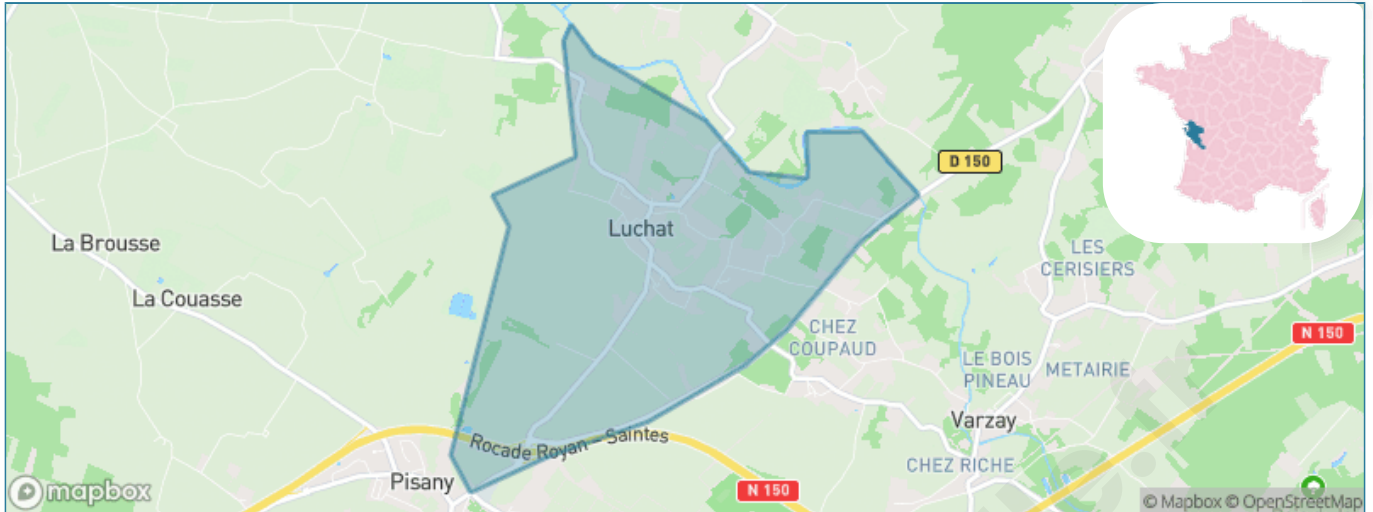 D 150
Luchat
La Brousse
LES
CERISIERS
La Couasse
CHEZ
COUPAUD
N 150
LE BOIS
PINEAU
METAIRIE
Varzay
Rocade Royan – Saintes
CHEZ RICHE
Pisany
N 150
mapbox
© Mapbox © OpenStreetMap